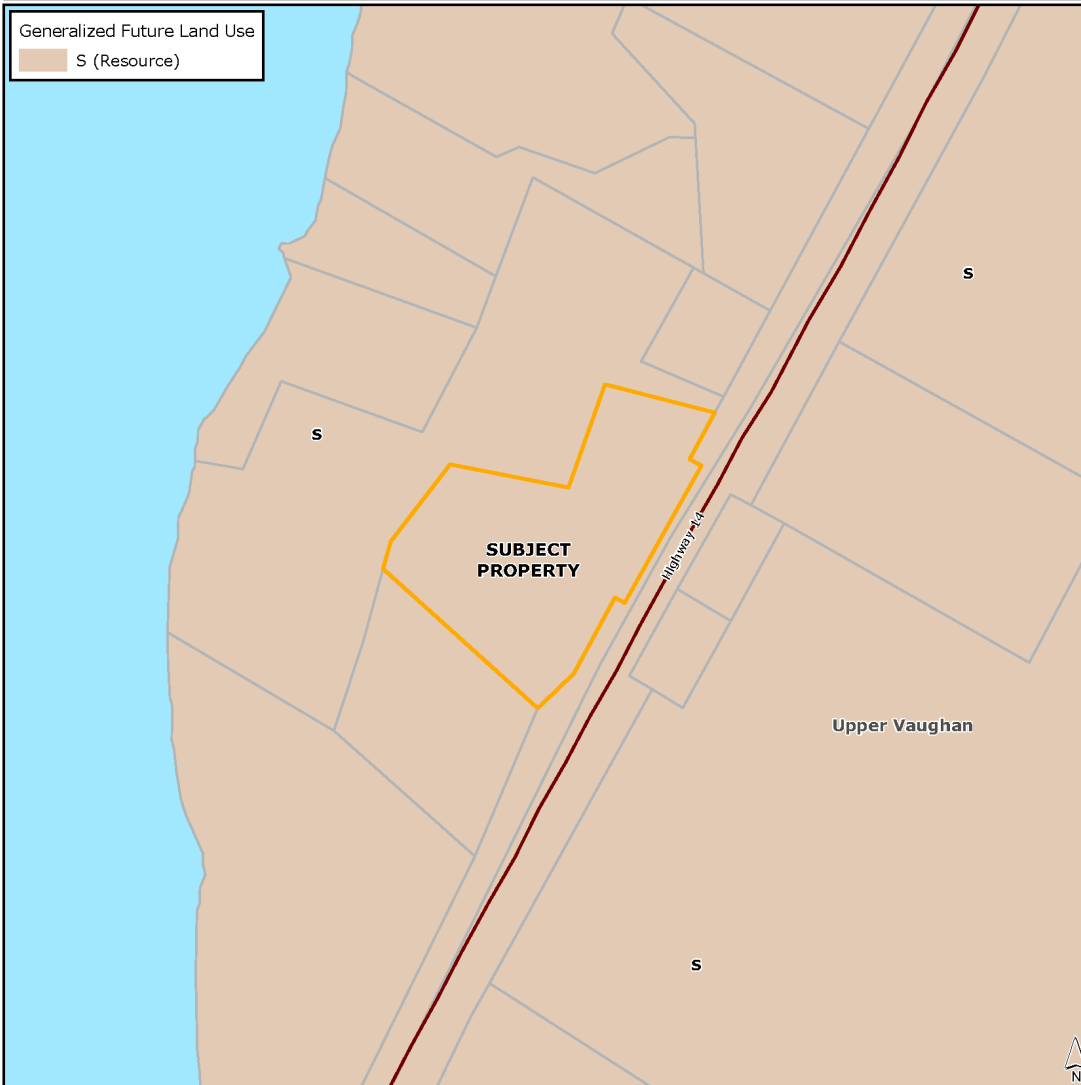 Generalized Future Land Use
S (Resource)
S
S
Highway 14
SUBJECT
PROPERTY
Upper Vaughan
S
N